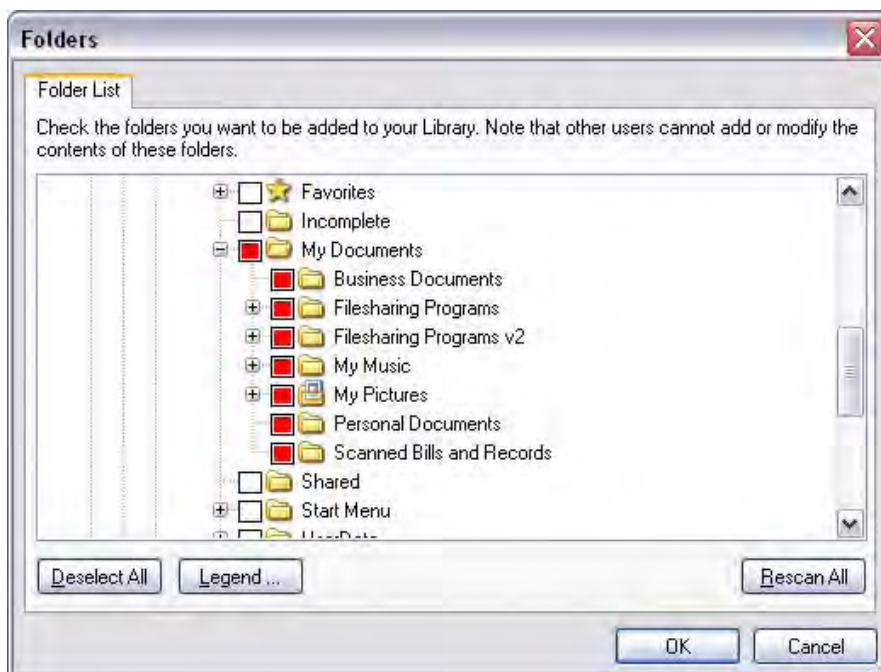 Folders
Folder List
Check the folders you want to be added to your Library. Note that other users cannot add or modify the
contents of these folders.
Favorites
Incomplete
My Documents
Business Documents
Filesharing Programs
Filesharing Programs v2
My Music
My Pictures
Personal Documents
Scanned Bills and Records
Shared
Start Menu
Deselect All
Legend ...
Rescan All
OK
Cancel